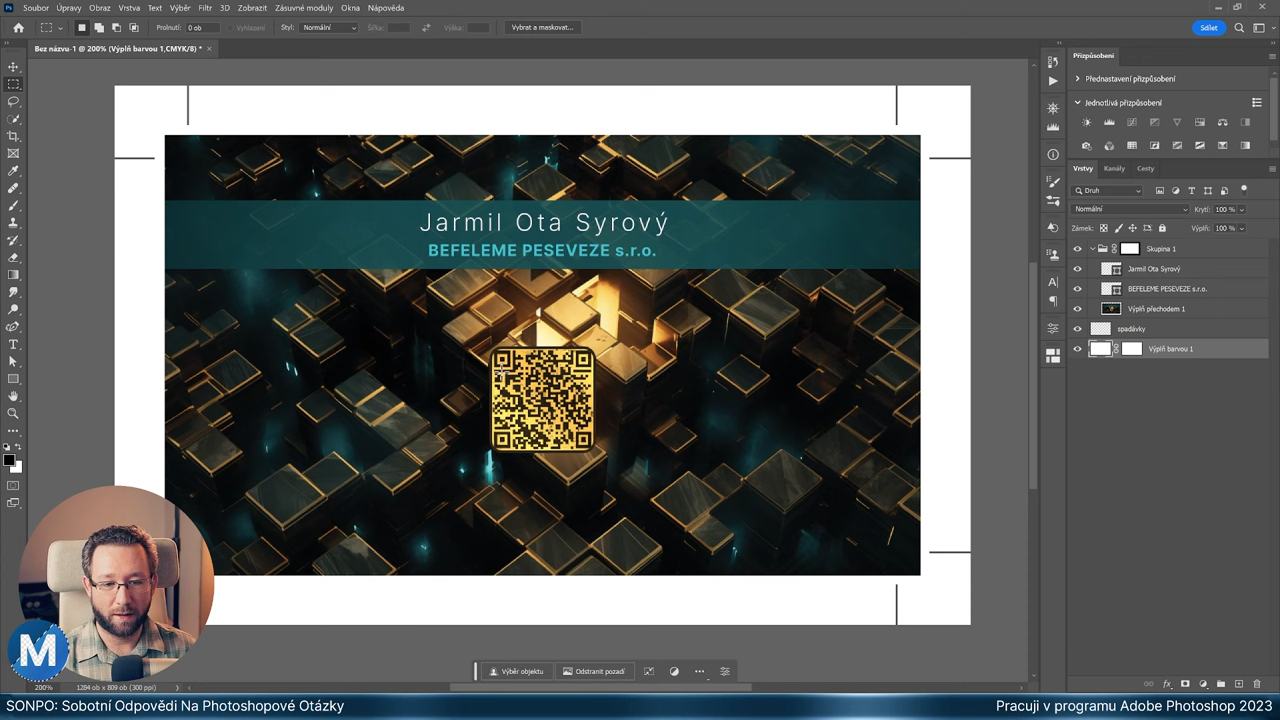 Ps Soubor Úpravy Obraz Vrstva Text Výběr Filtr 3D Zobrazit Zásuvné moduly Okna Nápověda
Prolnutí: 0 ob Vyhlazení Styl: Normální Šířka: Výška: Vybrat a maskovat... Sdílet
Bez názvu-1 @ 200% (Výplň barvou 1,CMYK/8) * ×
Jarmil Ota Syrový
BEFELEME PESEVEZE s.r.o.
Přizpůsobení
Přednastavení přizpůsobení
Jednotlivá přizpůsobení
Vrstvy Kanály Cesty
Druh
Normální Krytí: 100 %
Zámek: Výplň: 100 %
Skupina 1
Jarmil Ota Syrový
BEFELEME PESEVEZE s.r.o.
Výplň přechodem 1
spadávky
Výplň barvou 1
Výběr objektu Odstranit pozadí
200% 1284 ob x 809 ob (300 ppi)
M
SONPO: Sobotní Odpovědi Na Photoshopové Otázky
Pracuji v programu Adobe Photoshop 2023